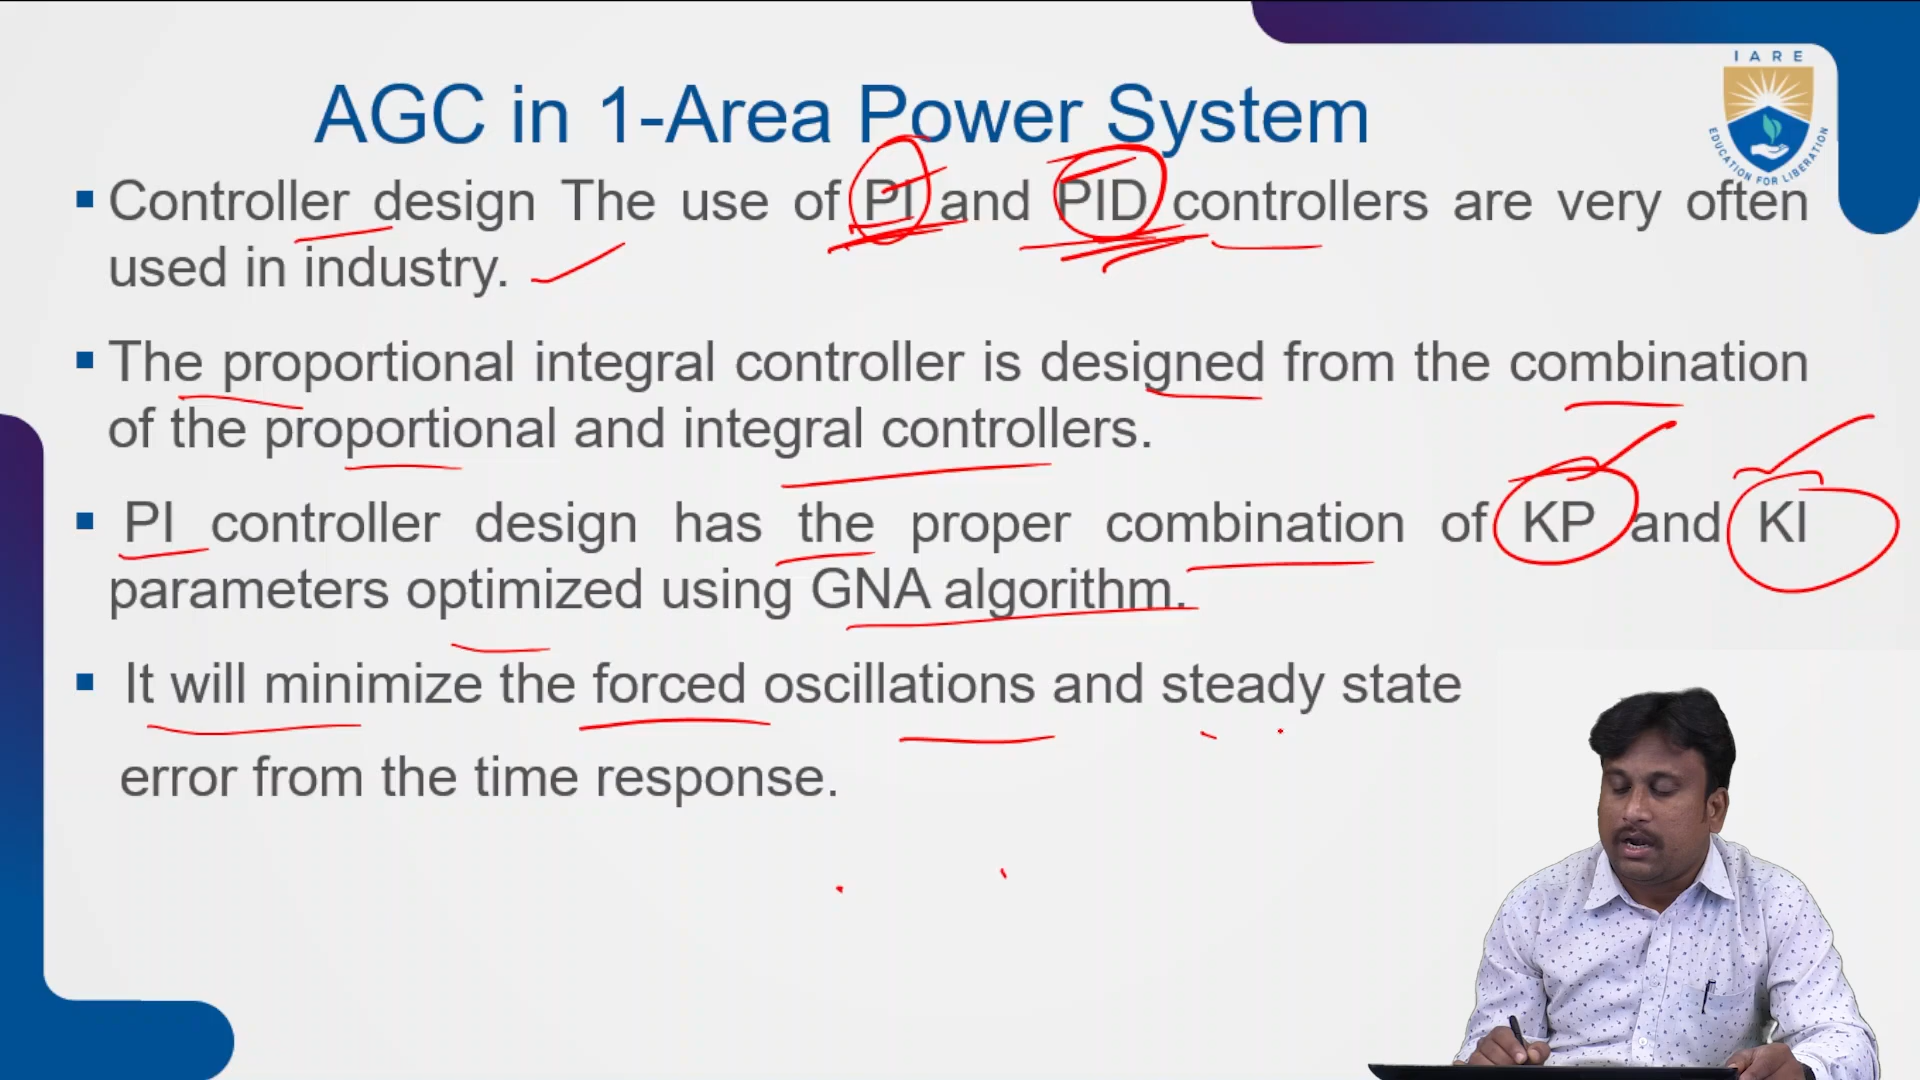 IARE
EDUCATION FOR LIBERATION
AGC in 1-Area Power System
▪ Controller design The use of PI and PID controllers are very often
used in industry.
▪ The proportional integral controller is designed from the combination
of the proportional and integral controllers.
▪ PI controller design has the proper combination of KP and KI
parameters optimized using GNA algorithm.
▪ It will minimize the forced oscillations and steady state
error from the time response.